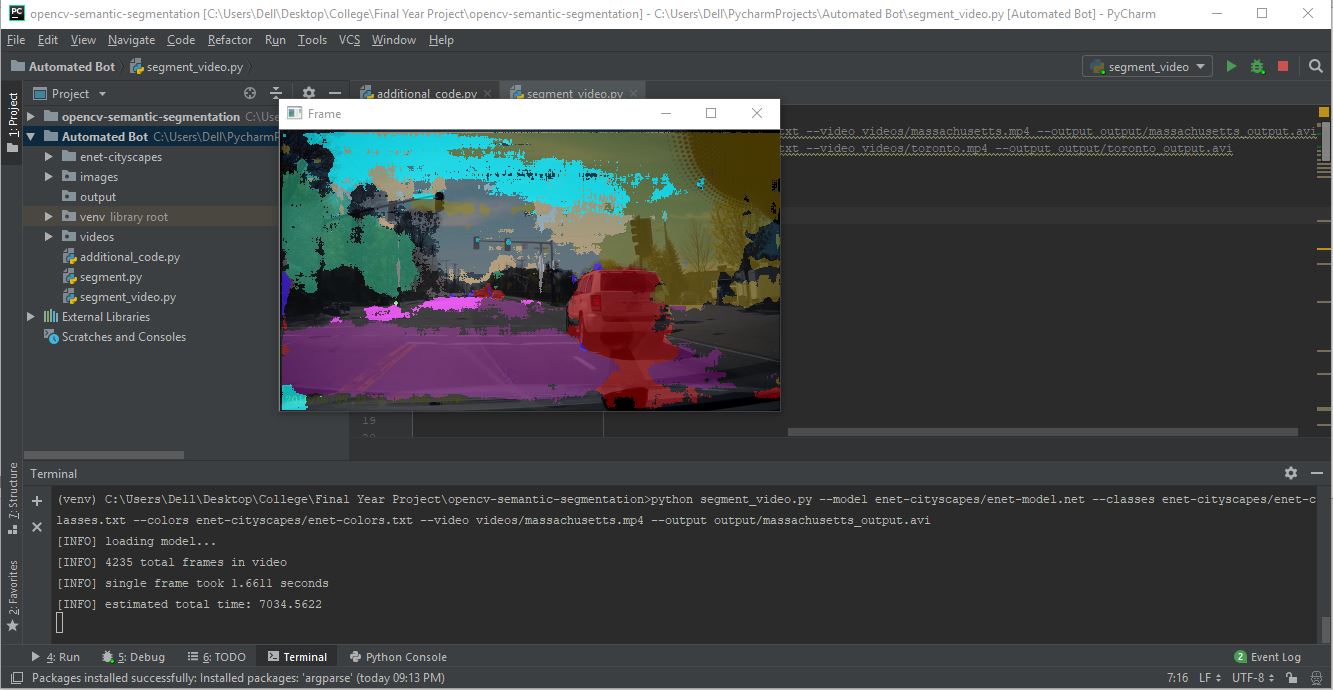 opencv-semantic-segmentation [C:\Users\Dell\Desktop\College\Final Year Project\opencv-semantic-segmentation] - C:\Users\Dell\PycharmProjects\Automated Bot\segment_video.py [Automated Bot] - PyCharm
File Edit View Navigate Code Refactor Run Tools VCS Window Help
Automated Bot segment_video.py segment_video
1: Project
Project additional_code.py segment_video.py
Frame
opencv-semantic-segmentation C:\Use
Automated Bot C:\Users\Dell\PycharmP
xt --video videos/massachusetts.mp4 --output output/massachusetts_output.avi
xt --video videos/toronto.mp4 --output output/toronto_output.avi
enet-cityscapes
images
output
venv library root
videos
additional_code.py
segment.py
segment_video.py
External Libraries
Scratches and Consoles
19
20
7: Structure
2: Favorites
Terminal
(venv) C:\Users\Dell\Desktop\College\Final Year Project\opencv-semantic-segmentation>python segment_video.py --model enet-cityscapes/enet-model.net --classes enet-cityscapes/enet-c
lasses.txt --colors enet-cityscapes/enet-colors.txt --video videos/massachusetts.mp4 --output output/massachusetts_output.avi
[INFO] loading model...
[INFO] 4235 total frames in video
[INFO] single frame took 1.6611 seconds
[INFO] estimated total time: 7034.5622
4: Run 5: Debug 6: TODO Terminal Python Console 2 Event Log
Packages installed successfully: Installed packages: 'argparse' (today 09:13 PM) 7:16 LF UTF-8